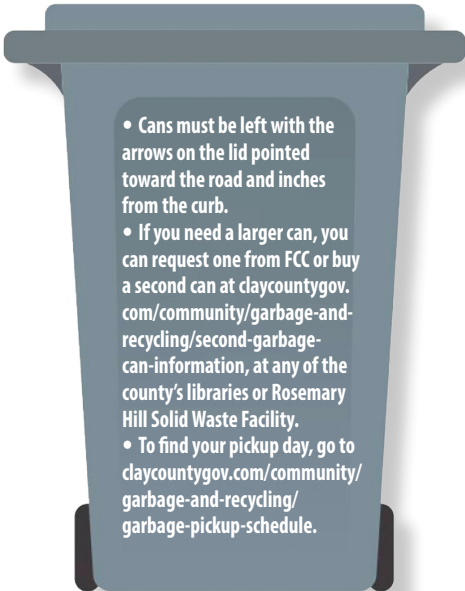 • Cans must be left with the
arrows on the lid pointed
toward the road and inches
from the curb.
• If you need a larger can, you
can request one from FCC or buy
a second can at claycountygov.
com/community/garbage-and-
recycling/second-garbage-
can-information, at any of the
county’s libraries or Rosemary
Hill Solid Waste Facility.
• To find your pickup day, go to
claycountygov.com/community/
garbage-and-recycling/
garbage-pickup-schedule.